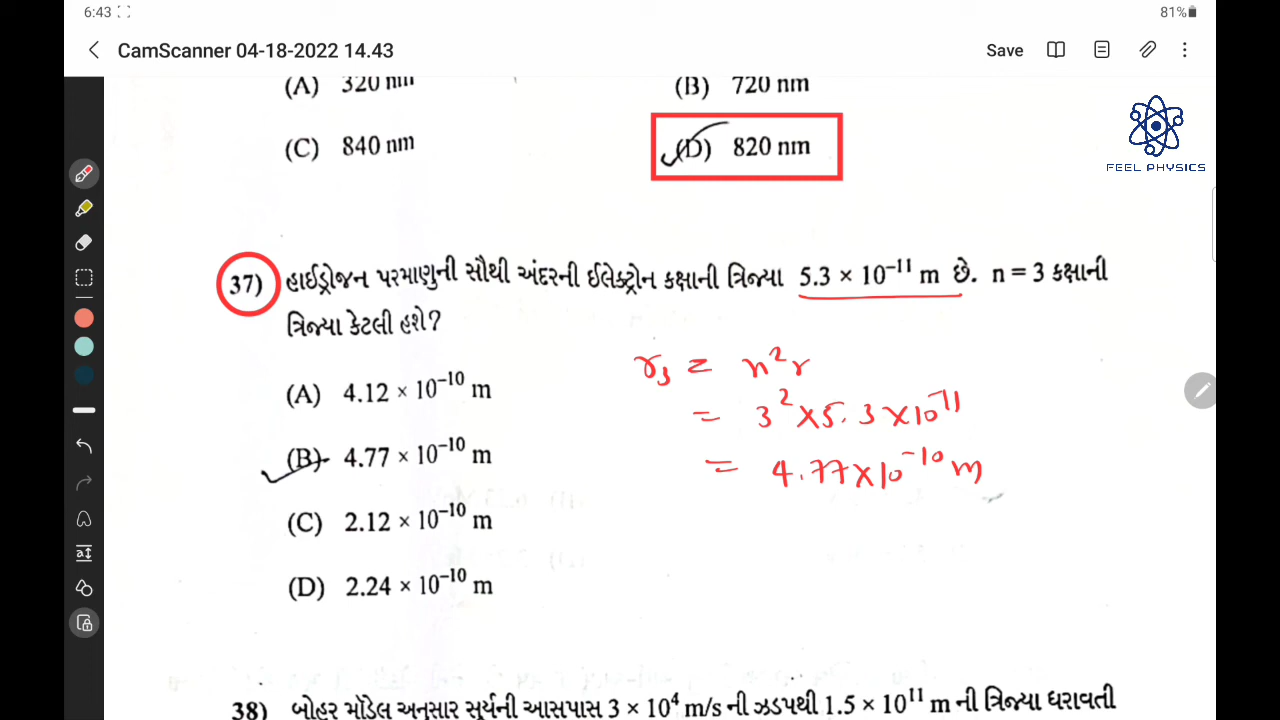 6:43
81%
CamScanner 04-18-2022 14.43
Save
(A) 320 nm
(B) 720 nm
(C) 840 nm
(D) 820 nm
FEEL PHYSICS
37) હાઈડ્રોજન પરમાણુની સૌથી અંદરની ઈલેક્ટ્રોન કક્ષાની ત્રિજ્યા 5.3 × 10⁻¹¹ m છે. n = 3 કક્ષાની
ત્રિજ્યા કેટલી હશે?
(A) 4.12 × 10⁻¹⁰ m
(B) 4.77 × 10⁻¹⁰ m
(C) 2.12 × 10⁻¹⁰ m
(D) 2.24 × 10⁻¹⁰ m
r₃ = n²r
= 3² × 5.3 × 10⁻¹¹
= 4.77 × 10⁻¹⁰ m
38) બોહર મૉડેલ અનુસાર સૂર્યની આસપાસ 3 × 10⁴ m/s ની ઝડપથી 1.5 × 10¹¹ m ની ત્રિજ્યા ધરાવતી